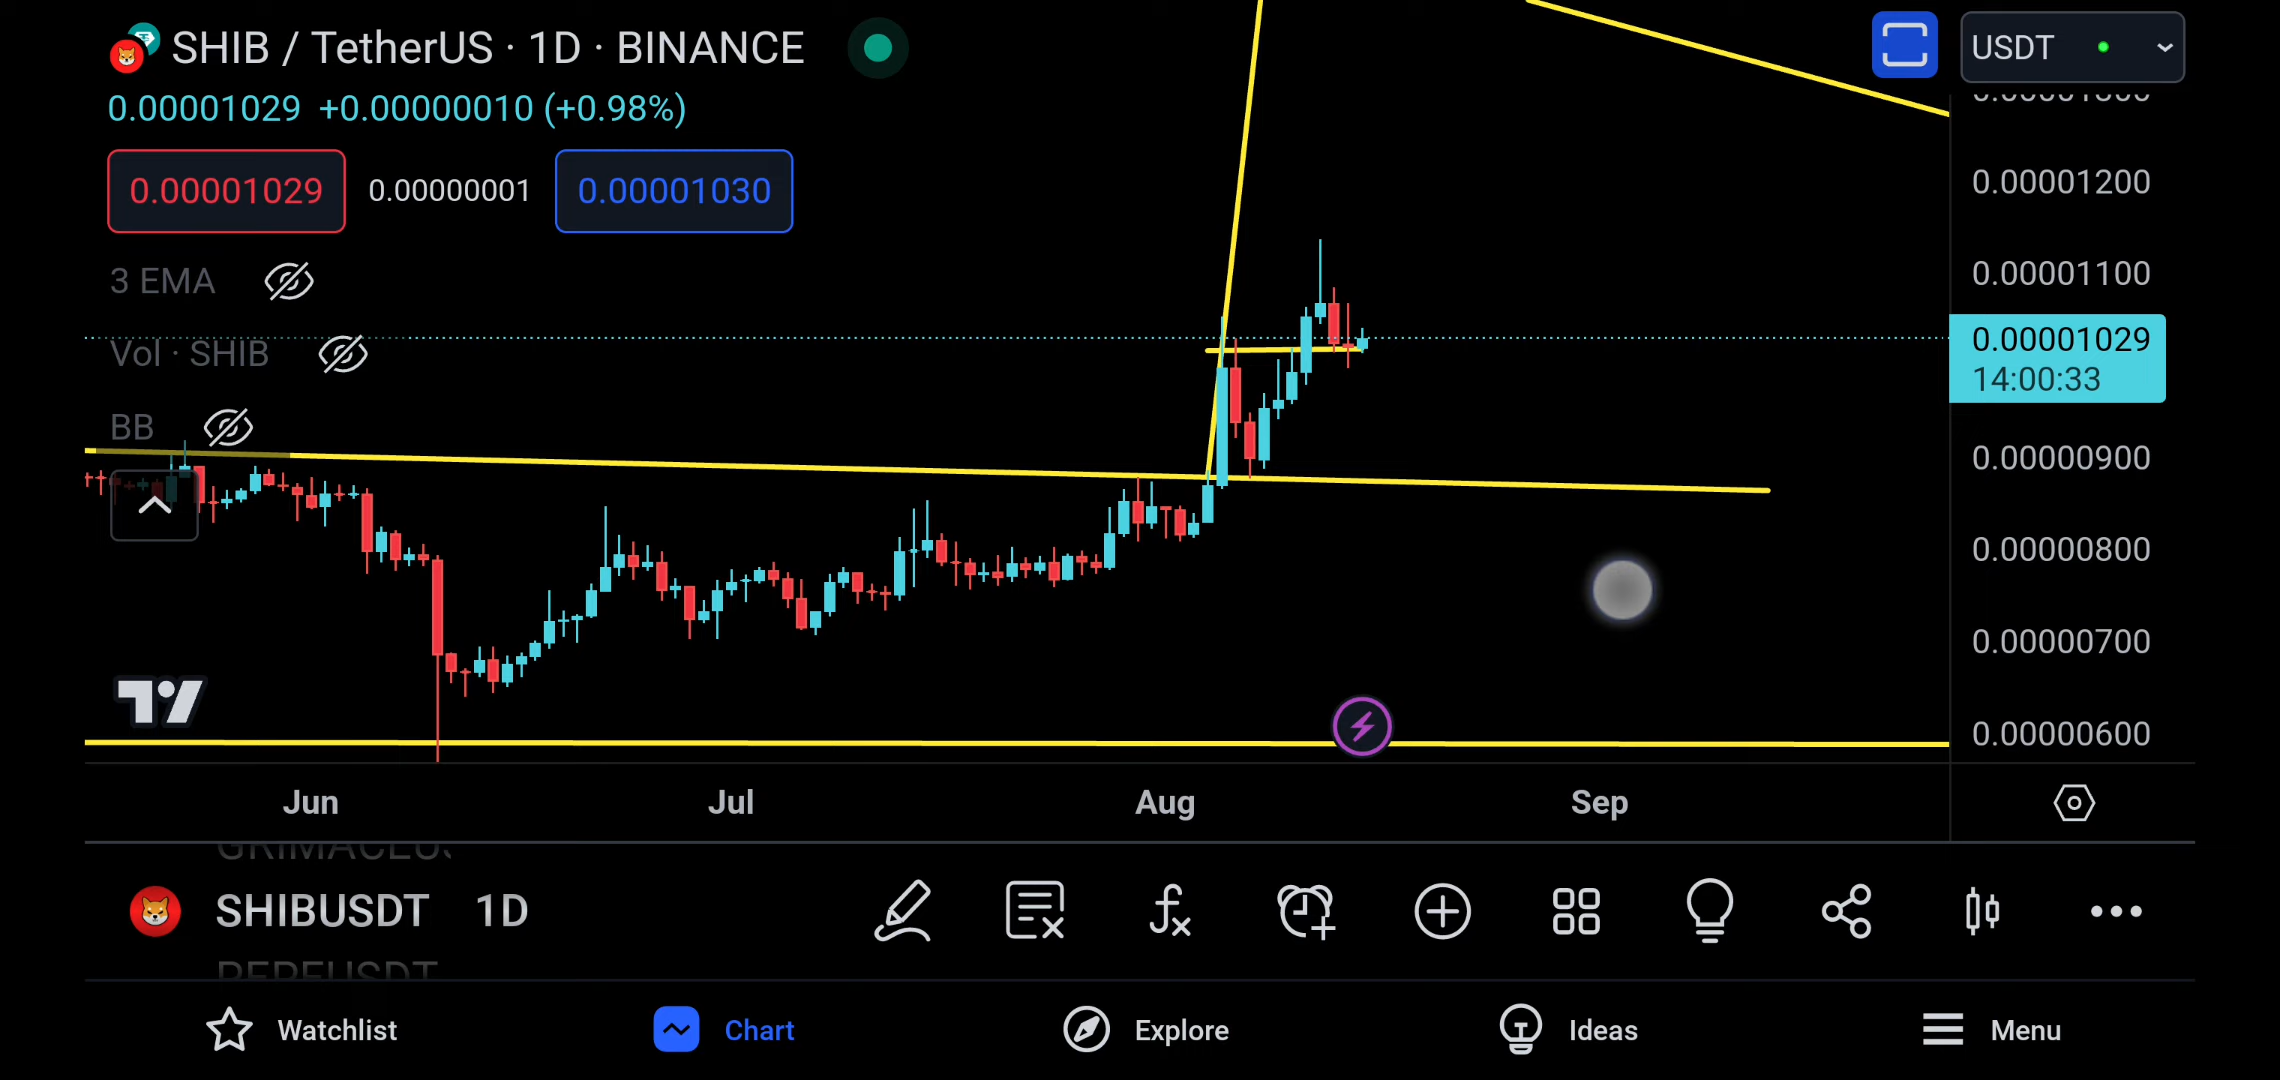 SHIB / TetherUS · 1D · BINANCE
USDT
0.00001029 +0.00000010 (+0.98%)
0.00001029 0.00000001 0.00001030
0.00001200
3 EMA
0.00001100
0.00001029
Vol · SHIB
14:00:33
BB
0.00000900
0.00000800
0.00000700
0.00000600
Jun Jul Aug Sep
SHIBUSDT 1D
Watchlist Chart Explore Ideas Menu